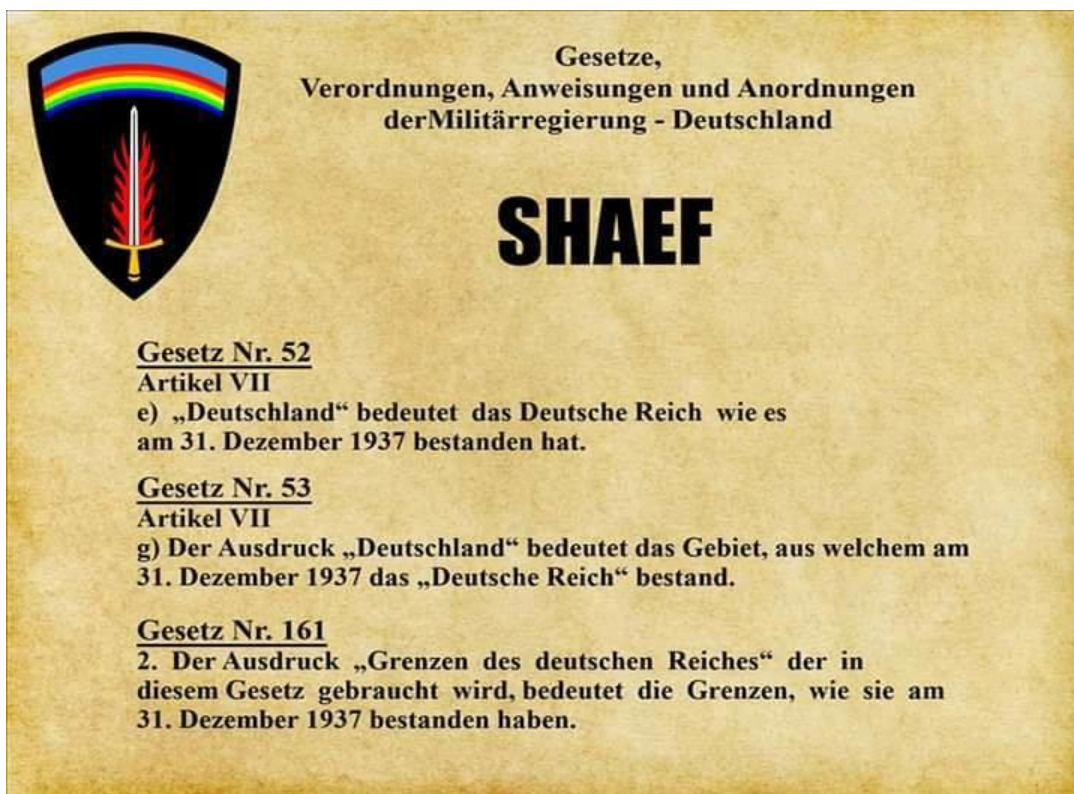 Gesetze,
Verordnungen, Anweisungen und Anordnungen
derMilitärregierung - Deutschland
SHAEF
Gesetz Nr. 52
Artikel VII
e) „Deutschland“ bedeutet das Deutsche Reich wie es
am 31. Dezember 1937 bestanden hat.
Gesetz Nr. 53
Artikel VII
g) Der Ausdruck „Deutschland“ bedeutet das Gebiet, aus welchem am
31. Dezember 1937 das „Deutsche Reich“ bestand.
Gesetz Nr. 161
2. Der Ausdruck „Grenzen des deutschen Reiches“ der in
diesem Gesetz gebraucht wird, bedeutet die Grenzen, wie sie am
31. Dezember 1937 bestanden haben.